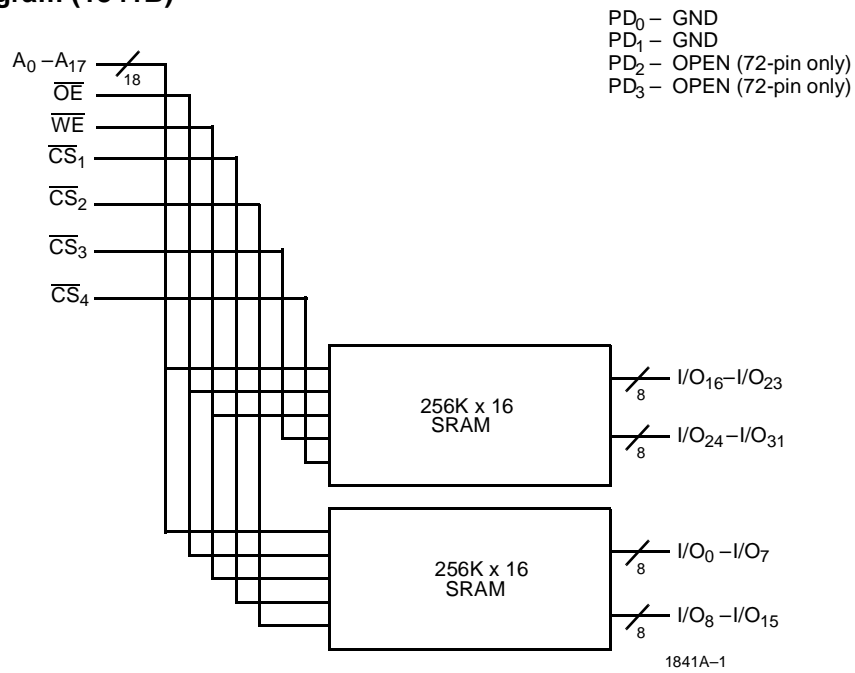 (1841B)
PD0 – GND
PD1 – GND
PD2 – OPEN (72-pin only)
PD3 – OPEN (72-pin only)
A0 – A17
18
OE
WE
CS1
CS2
CS3
CS4
256K x 16
SRAM
8
I/O16–I/O23
8
I/O24–I/O31
256K x 16
SRAM
8
I/O0 –I/O7
8
I/O8 –I/O15
1841A–1